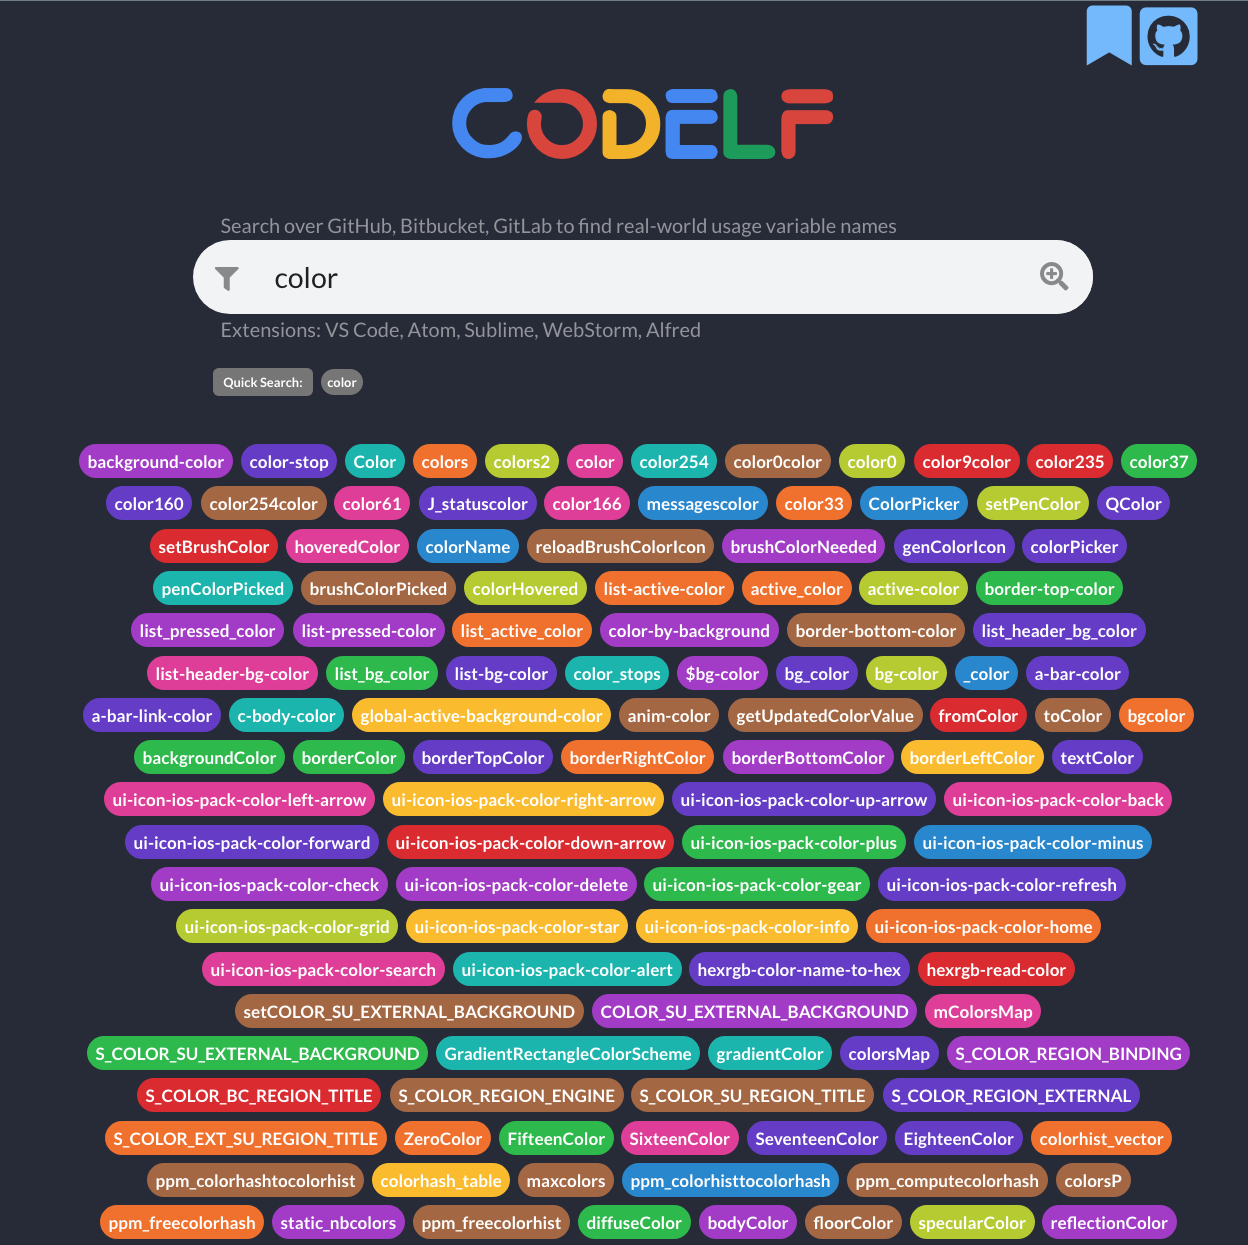 CODELF
Search over GitHub, Bitbucket, GitLab to find real-world usage variable names
color
Extensions: VS Code, Atom, Sublime, WebStorm, Alfred
Quick Search: color
background-color color-stop Color colors colors2 color color254 color0color color0 color9color color235 color37
color160 color254color color61 J_statuscolor color166 messagescolor color33 ColorPicker setPenColor QColor
setBrushColor hoveredColor colorName reloadBrushColorIcon brushColorNeeded genColorIcon colorPicker
penColorPicked brushColorPicked colorHovered list-active-color active_color active-color border-top-color
list_pressed_color list-pressed-color list_active_color color-by-background border-bottom-color list_header_bg_color
list-header-bg-color list_bg_color list-bg-color color_stops $bg-color bg_color bg-color _color a-bar-color
a-bar-link-color c-body-color global-active-background-color anim-color getUpdatedColorValue fromColor toColor bgcolor
backgroundColor borderColor borderTopColor borderRightColor borderBottomColor borderLeftColor textColor
ui-icon-ios-pack-color-left-arrow ui-icon-ios-pack-color-right-arrow ui-icon-ios-pack-color-up-arrow ui-icon-ios-pack-color-back
ui-icon-ios-pack-color-forward ui-icon-ios-pack-color-down-arrow ui-icon-ios-pack-color-plus ui-icon-ios-pack-color-minus
ui-icon-ios-pack-color-check ui-icon-ios-pack-color-delete ui-icon-ios-pack-color-gear ui-icon-ios-pack-color-refresh
ui-icon-ios-pack-color-grid ui-icon-ios-pack-color-star ui-icon-ios-pack-color-info ui-icon-ios-pack-color-home
ui-icon-ios-pack-color-search ui-icon-ios-pack-color-alert hexrgb-color-name-to-hex hexrgb-read-color
setCOLOR_SU_EXTERNAL_BACKGROUND COLOR_SU_EXTERNAL_BACKGROUND mColorsMap
S_COLOR_SU_EXTERNAL_BACKGROUND GradientRectangleColorScheme gradientColor colorsMap S_COLOR_REGION_BINDING
S_COLOR_BC_REGION_TITLE S_COLOR_REGION_ENGINE S_COLOR_SU_REGION_TITLE S_COLOR_REGION_EXTERNAL
S_COLOR_EXT_SU_REGION_TITLE ZeroColor FifteenColor SixteenColor SeventeenColor EighteenColor colorhist_vector
ppm_colorhashtocolorhist colorhash_table maxcolors ppm_colorhisttocolorhash ppm_computecolorhash colorsP
ppm_freecolorhash static_nbcolors ppm_freecolorhist diffuseColor bodyColor floorColor specularColor reflectionColor